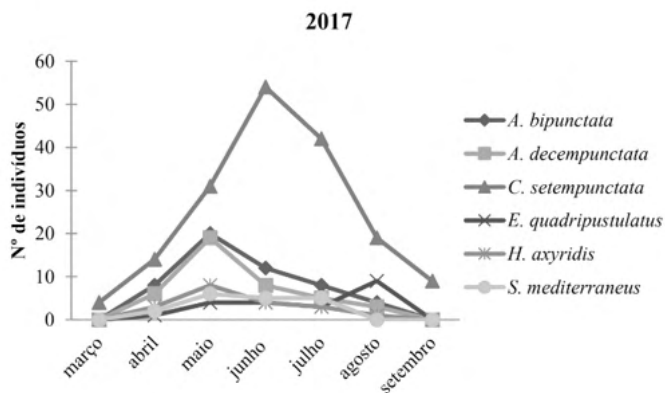 2017
Nº de indivíduos
60
50
40
30
20
10
0
março
abril
maio
junho
julho
agosto
setembro
A. bipunctata
A. decempunctata
C. setempunctata
E. quadripustulatus
H. axyridis
S. mediterraneus